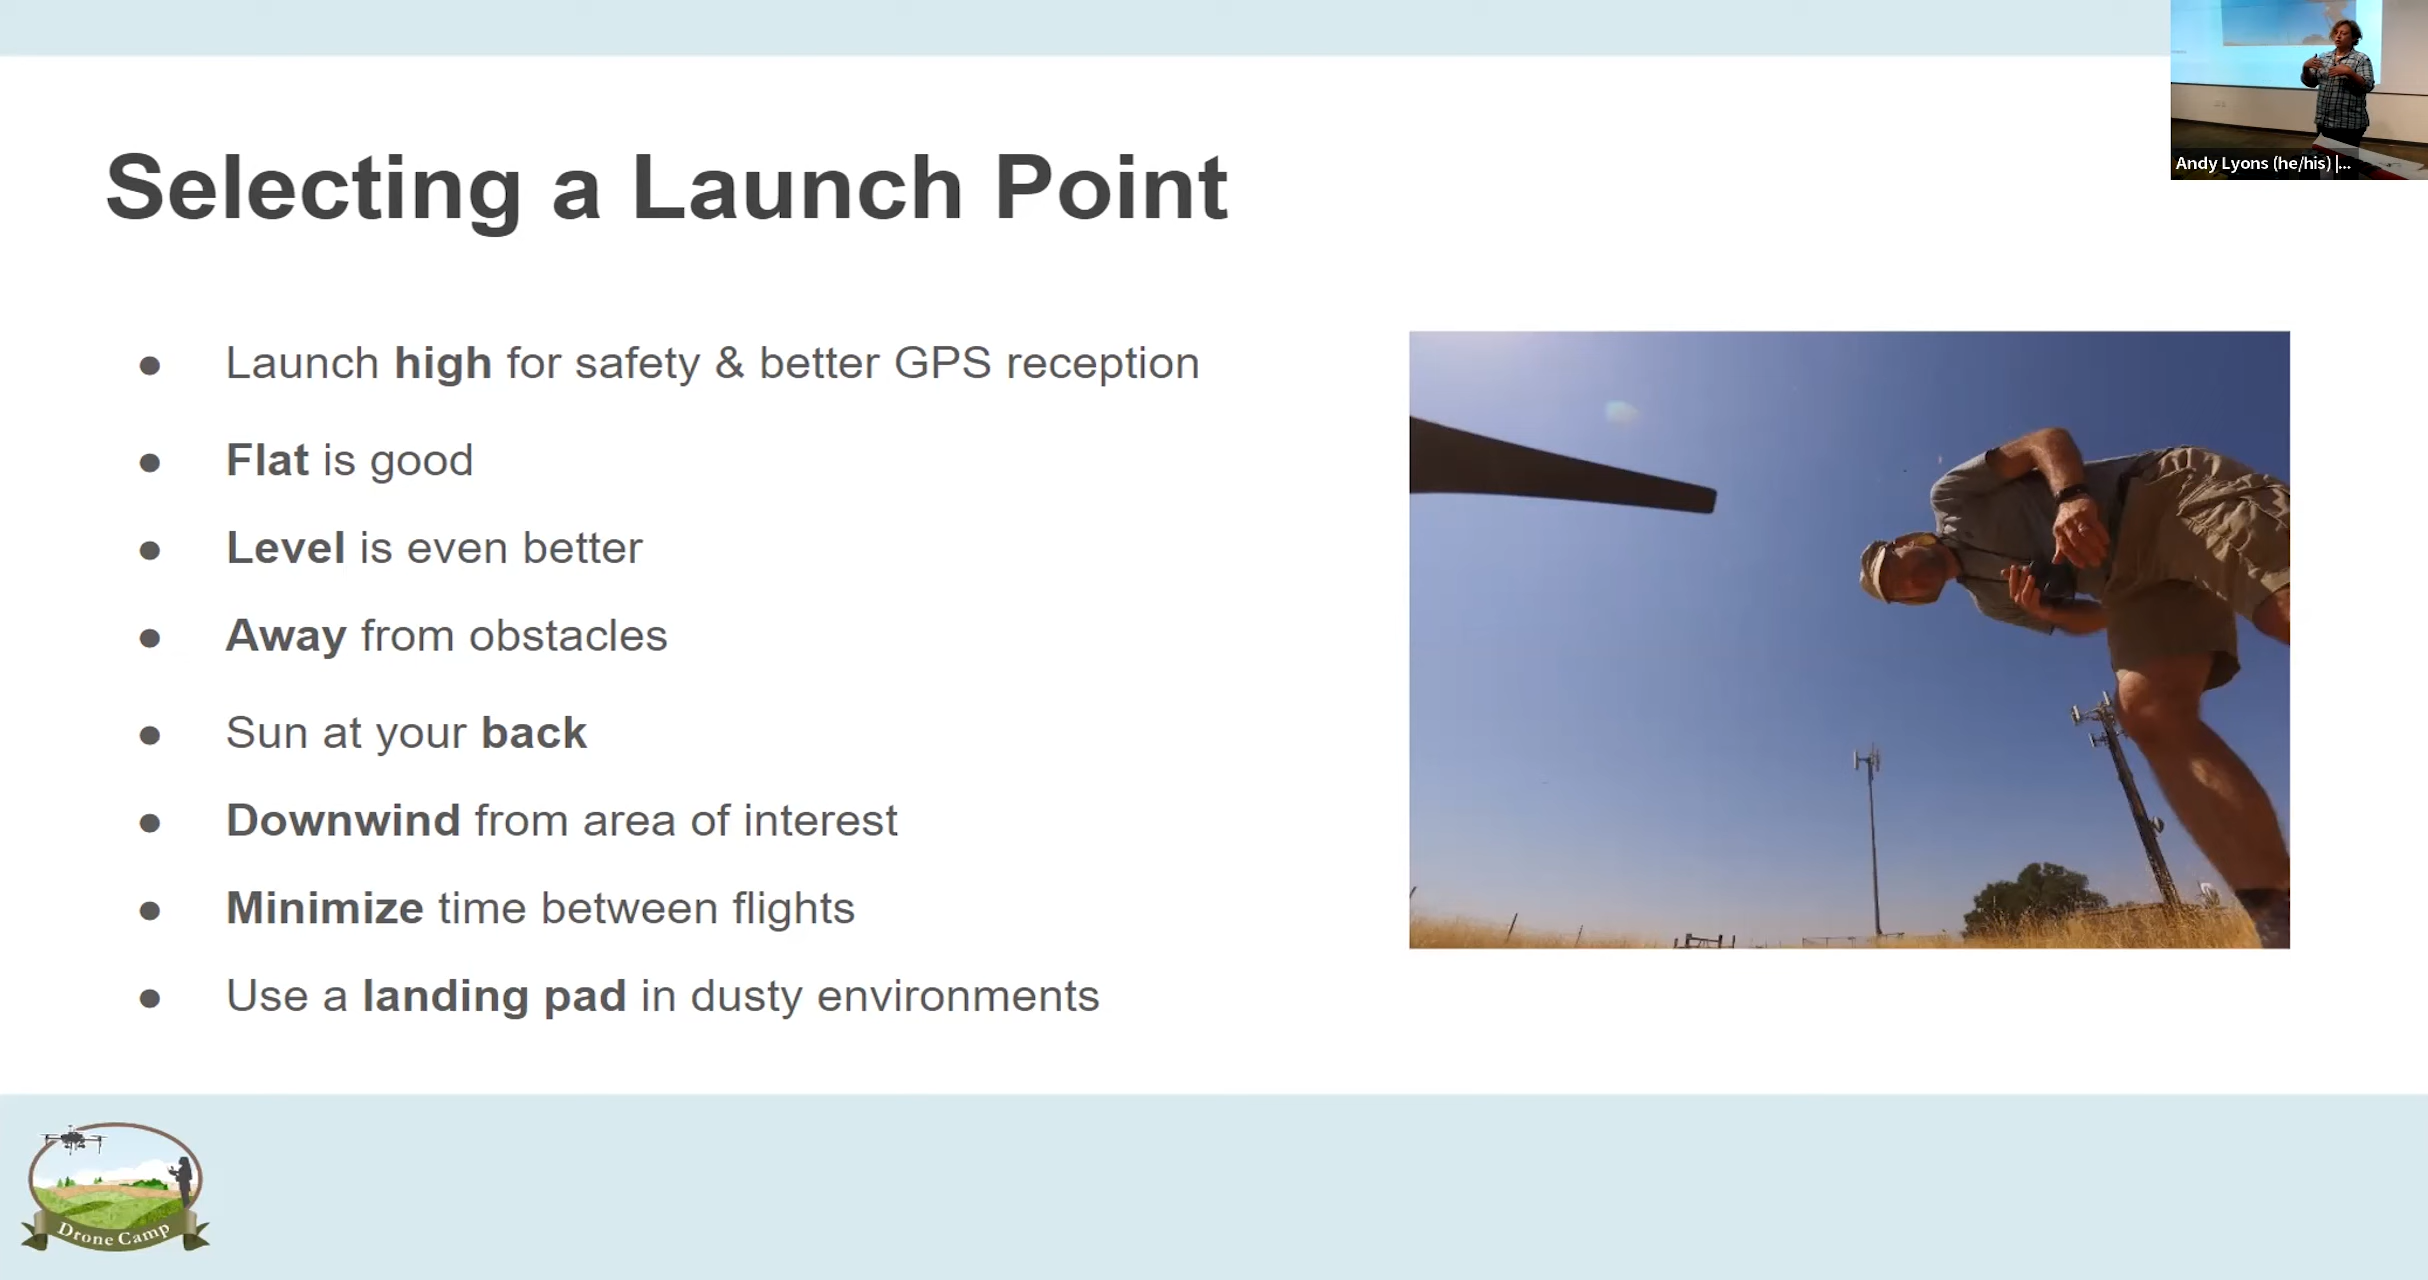 Andy Lyons (he/his) |...
Selecting a Launch Point
● Launch high for safety & better GPS reception
● Flat is good
● Level is even better
● Away from obstacles
● Sun at your back
● Downwind from area of interest
● Minimize time between flights
● Use a landing pad in dusty environments
Drone Camp